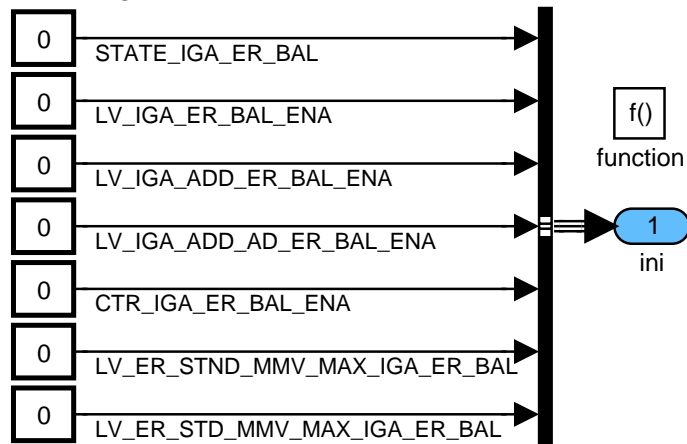 0
STATE_IGA_ER_BAL
0
LV_IGA_ER_BAL_ENA
f()
function
0
LV_IGA_ADD_ER_BAL_ENA
0
LV_IGA_ADD_AD_ER_BAL_ENA
1
ini
0
CTR_IGA_ER_BAL_ENA
0
LV_ER_STND_MMV_MAX_IGA_ER_BAL
0
LV_ER_STD_MMV_MAX_IGA_ER_BAL